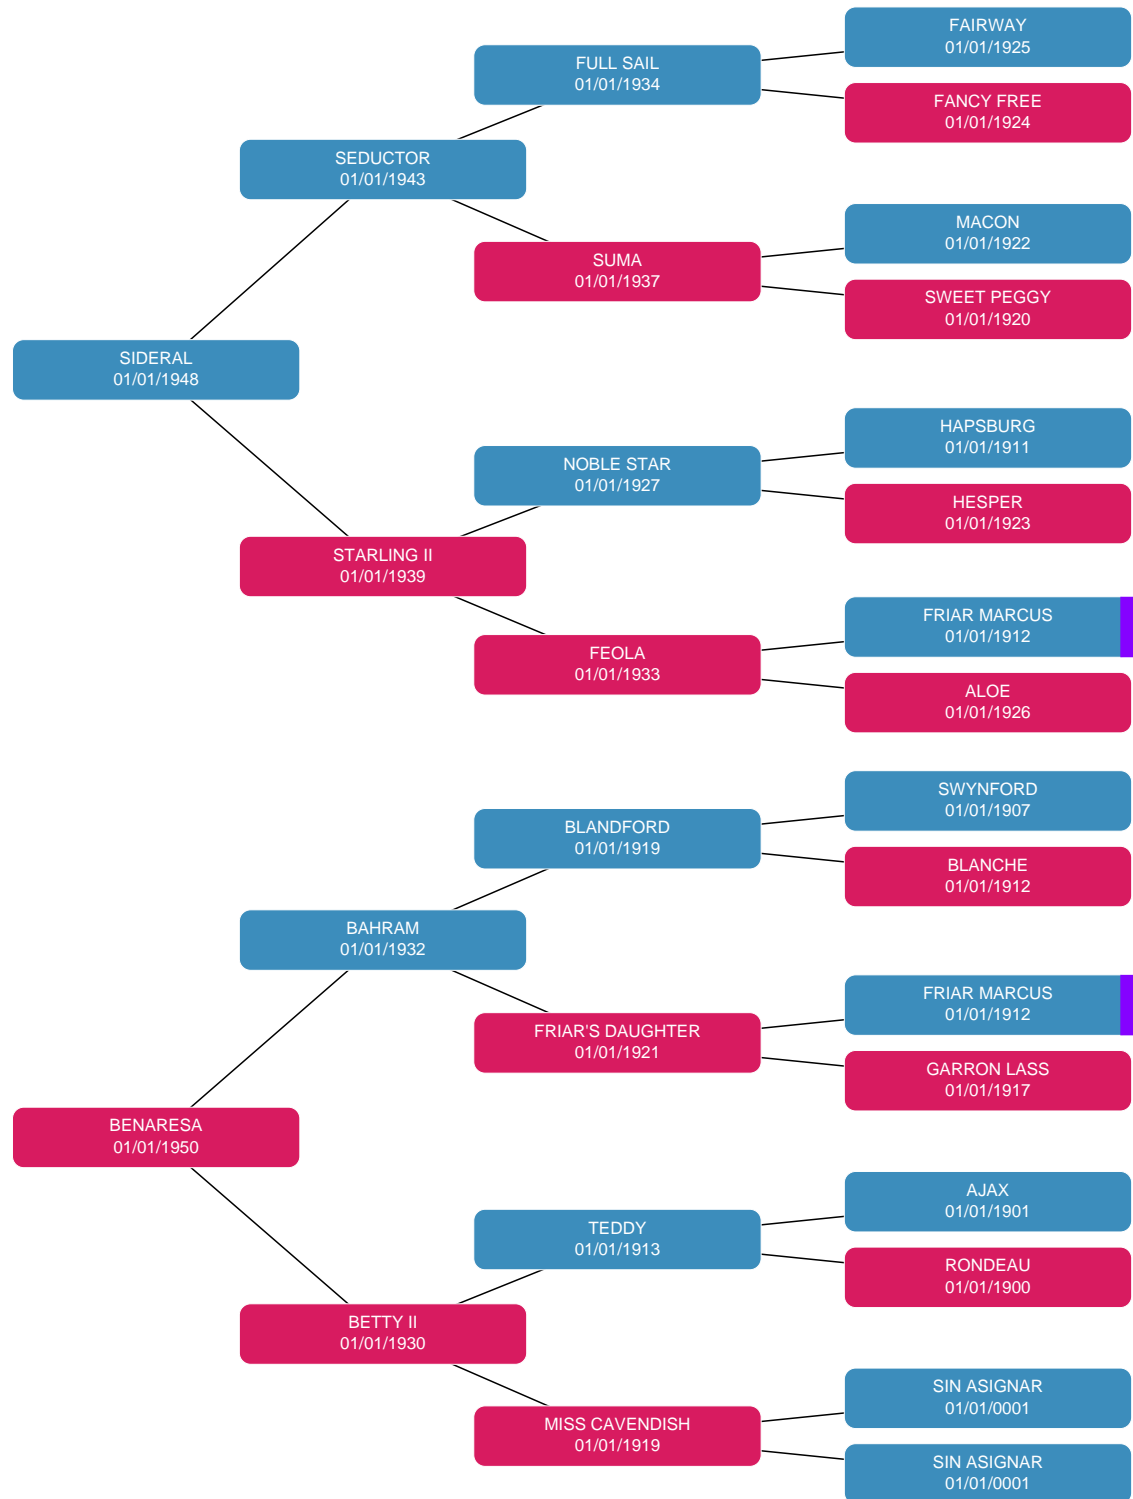 FAIRWAY
01/01/1925
FULL SAIL
01/01/1934
FANCY FREE
01/01/1924
SEDUCTOR
01/01/1943
MACON
01/01/1922
SUMA
01/01/1937
SWEET PEGGY
01/01/1920
SIDERAL
01/01/1948
HAPSBURG
01/01/1911
NOBLE STAR
01/01/1927
HESPER
01/01/1923
STARLING II
01/01/1939
FRIAR MARCUS
01/01/1912
FEOLA
01/01/1933
ALOE
01/01/1926
SWYNFORD
01/01/1907
BLANDFORD
01/01/1919
BLANCHE
01/01/1912
BAHRAM
01/01/1932
FRIAR MARCUS
01/01/1912
FRIAR'S DAUGHTER
01/01/1921
GARRON LASS
01/01/1917
BENARESA
01/01/1950
AJAX
01/01/1901
TEDDY
01/01/1913
RONDEAU
01/01/1900
BETTY II
01/01/1930
SIN ASIGNAR
01/01/0001
MISS CAVENDISH
01/01/1919
SIN ASIGNAR
01/01/0001